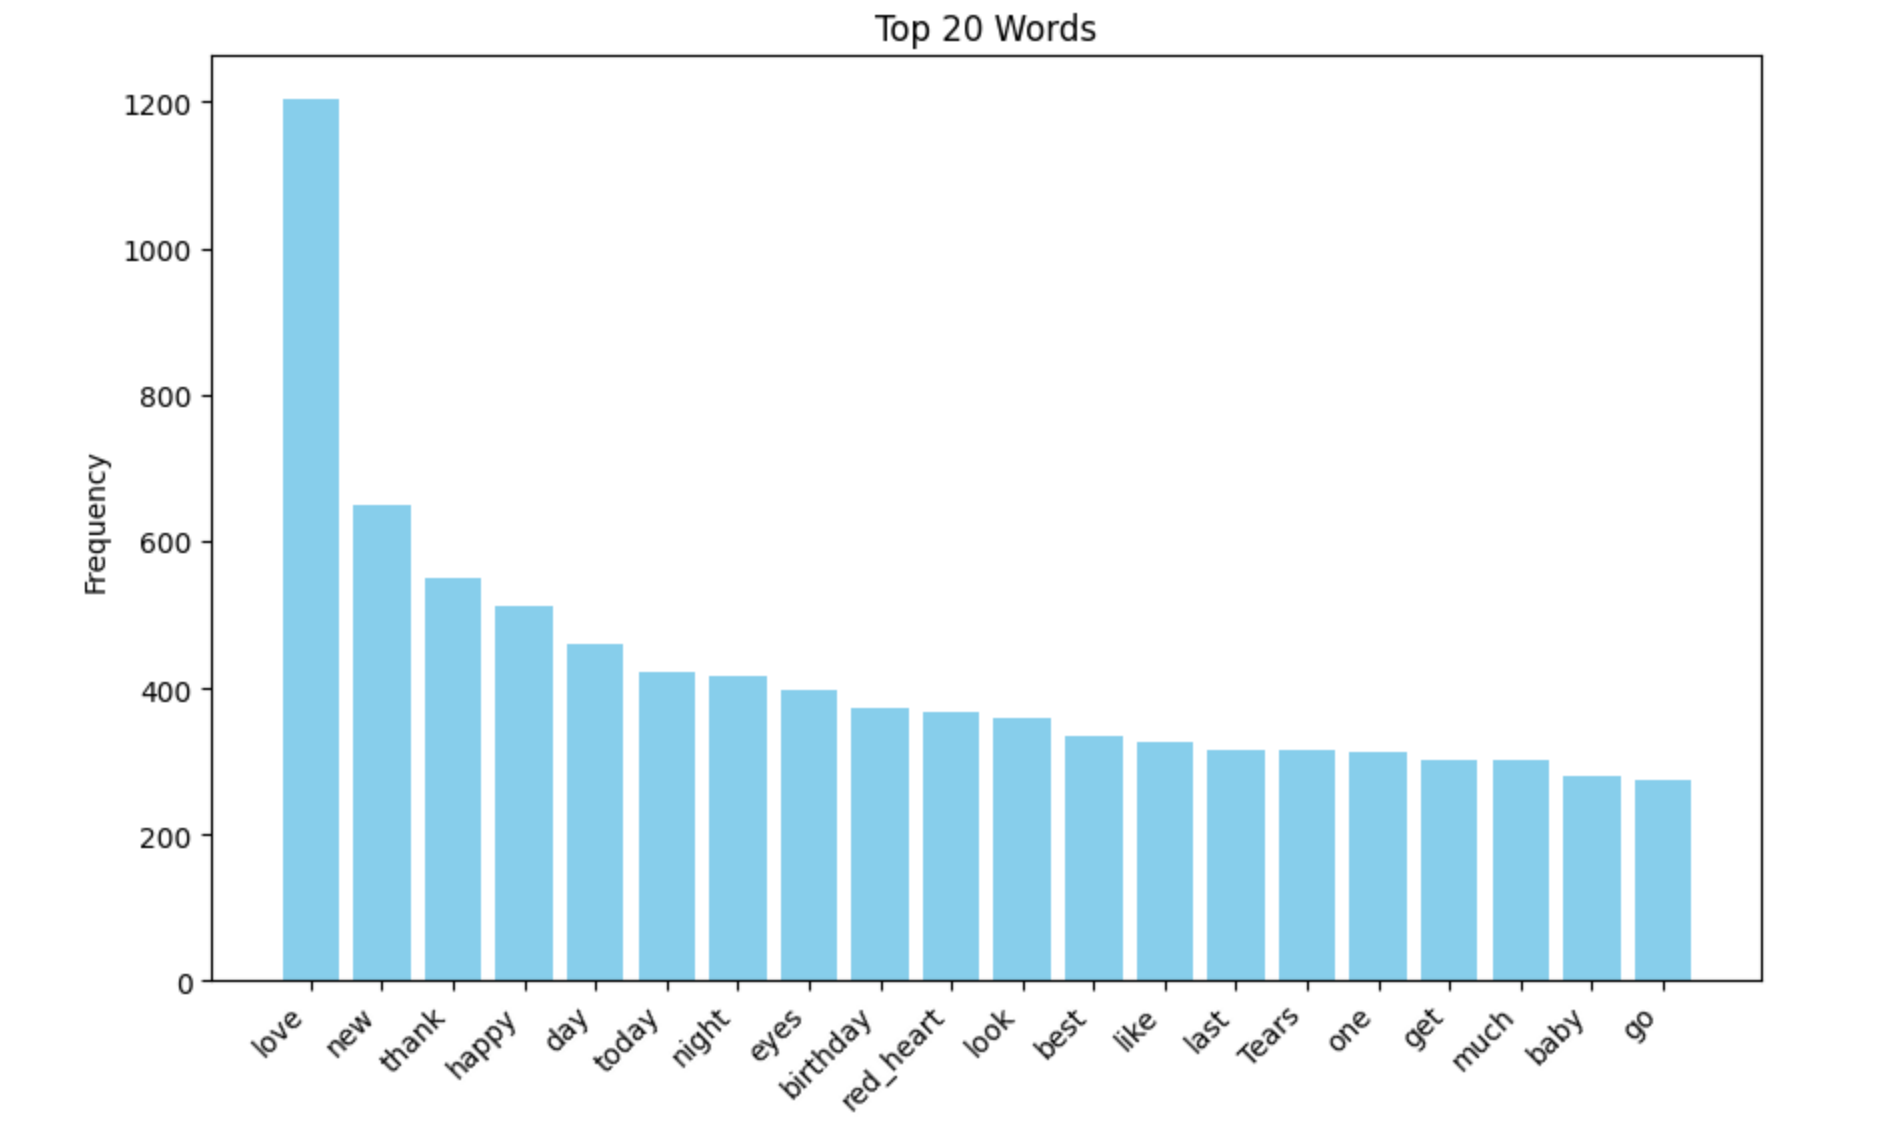 Top 20 Words
Frequency
1200
1000
800
600
400
200
0
love
new
thank
happy
day
today
night
eyes
birthday
red_heart
look
best
like
last
Tears
one
get
much
baby
go